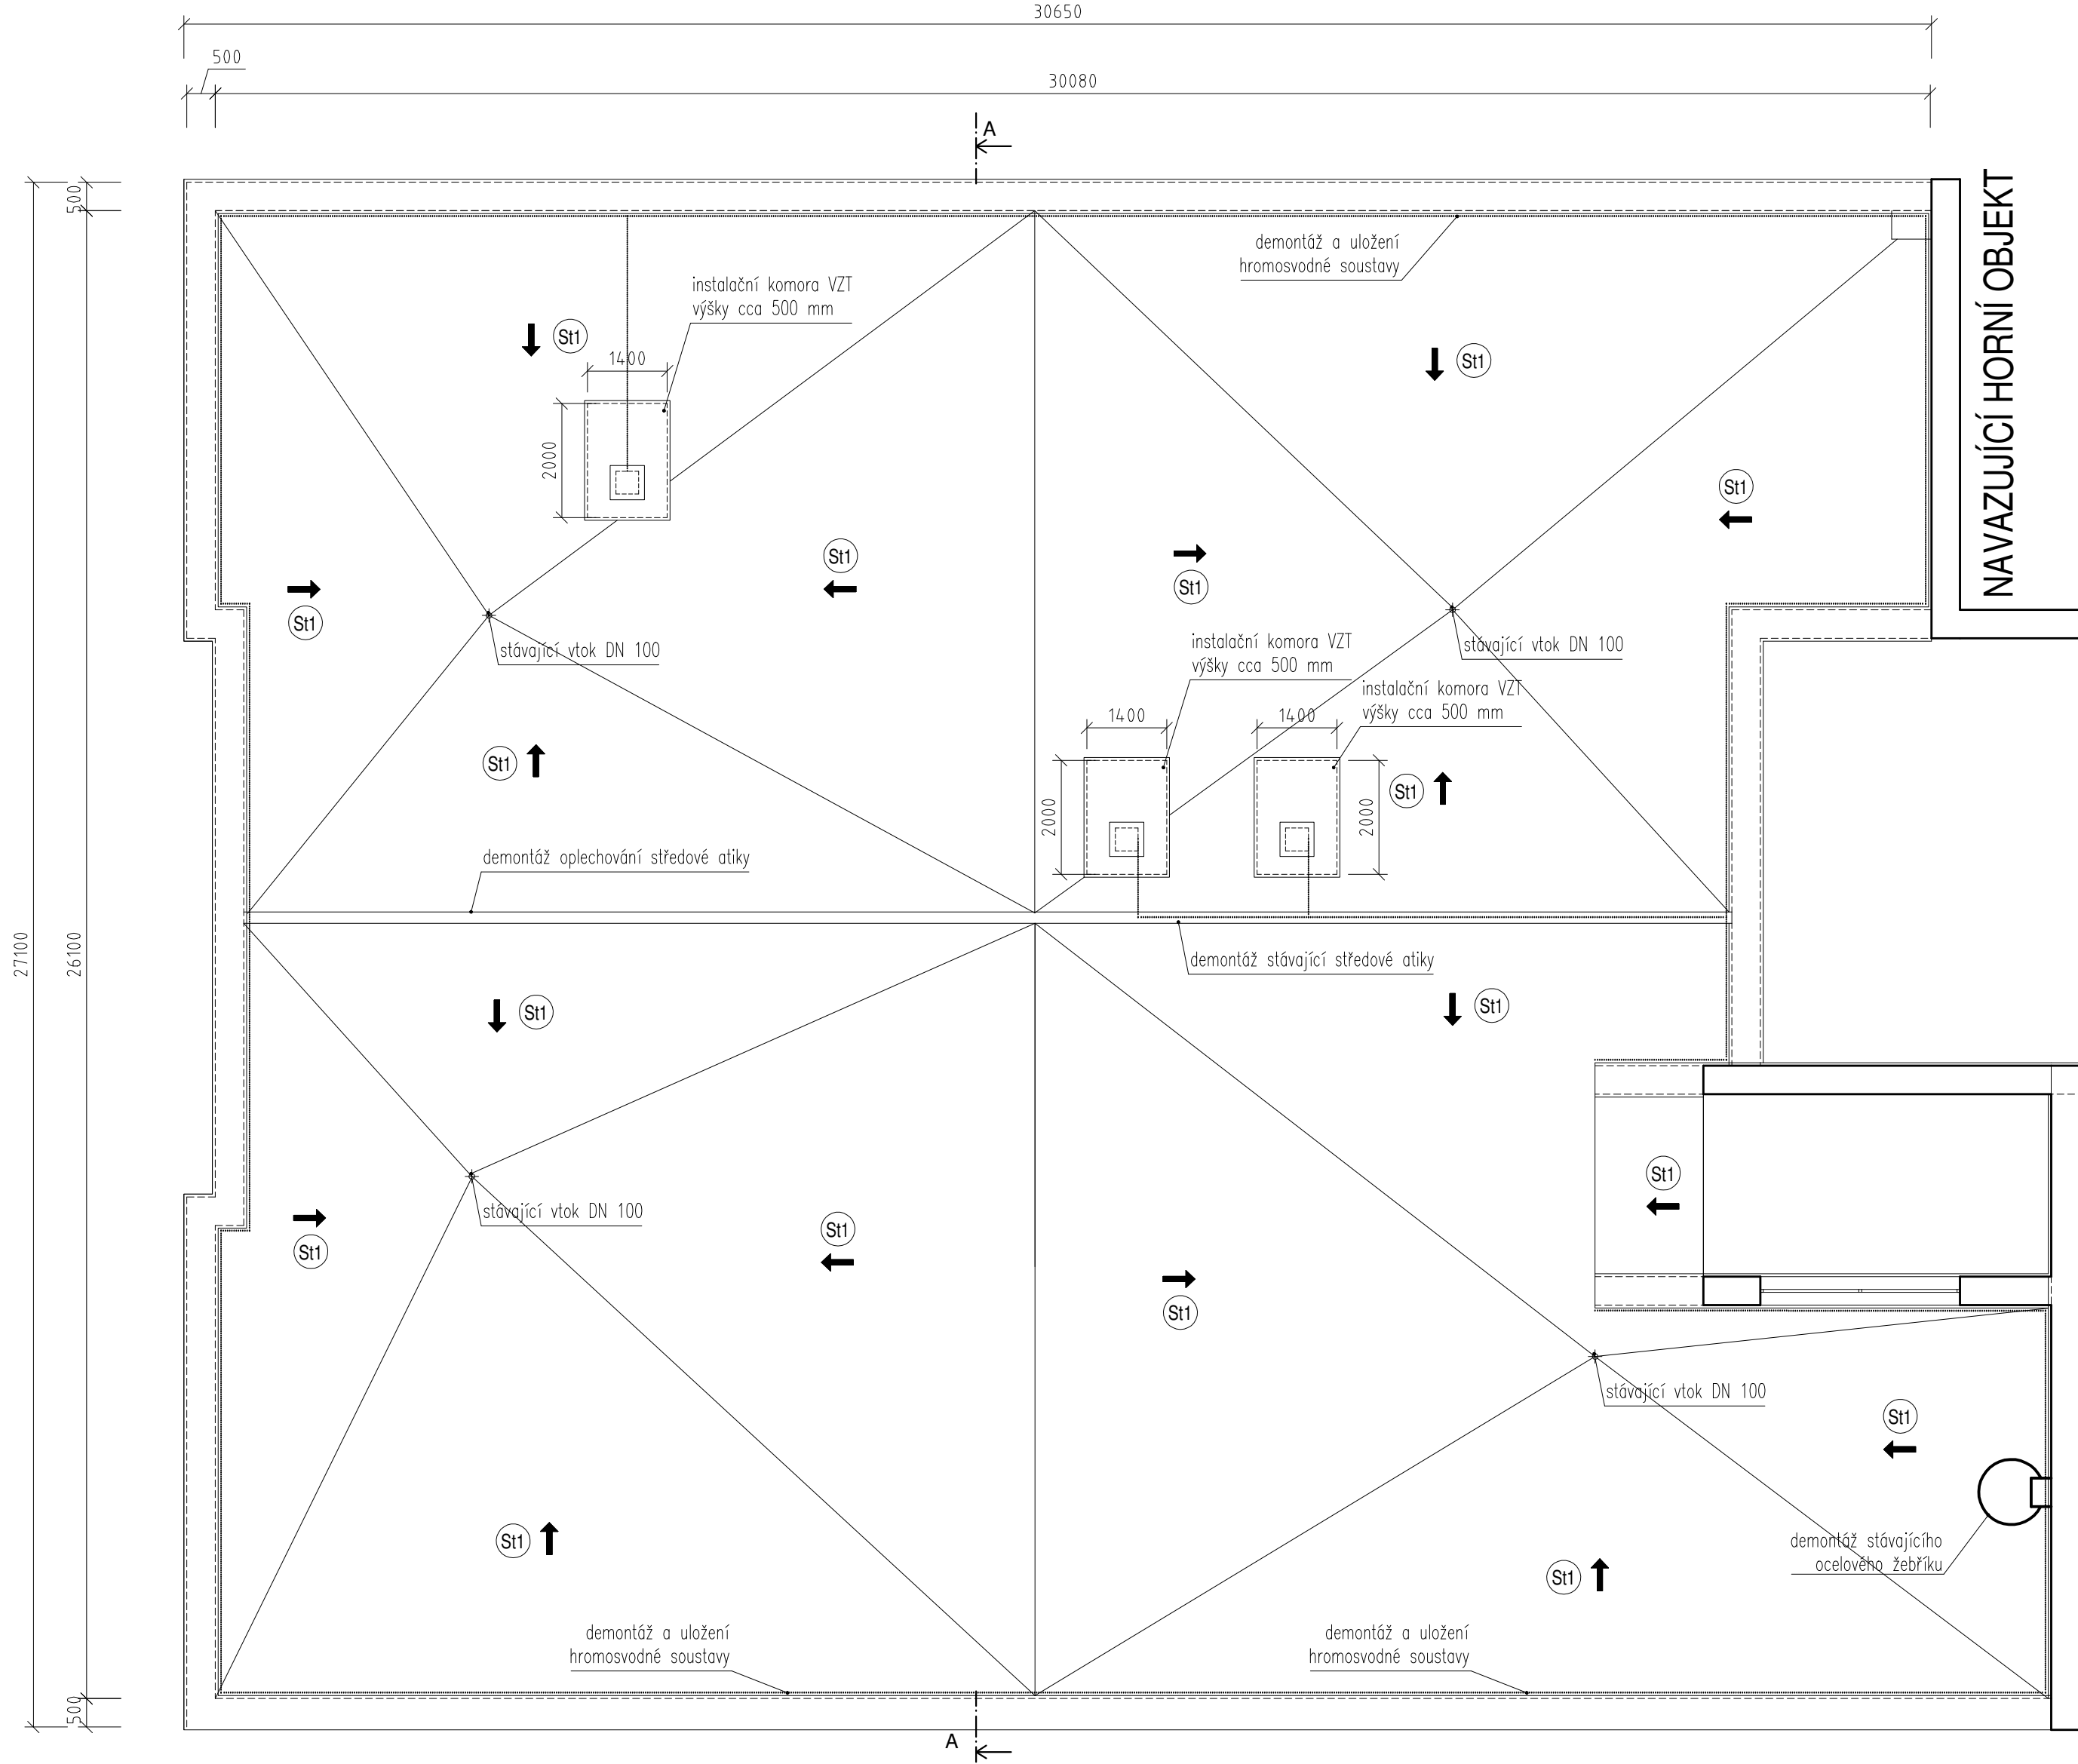 30650
500
30080
A
500
NAVAZUJÍCÍ HORNÍ OBJEKT
demontáž a uložení
hromosvodné soustavy
instalační komora VZT
výšky cca 500 mm
St1
1400
St1
2000
St1
St1
St1
St1
St1
stávající vtok DN 100
instalační komora VZT
výšky cca 500 mm
stávající vtok DN 100
instalační komora VZT
výšky cca 500 mm
1400
1400
St1
St1
2000
2000
demontáž oplechování středové atiky
27100
26100
demontáž stávající středové atiky
St1
St1
St1
stávající vtok DN 100
St1
St1
St1
stávající vtok DN 100
St1
St1
demontáž stávajícího
ocelového žebříku
St1
demontáž a uložení
hromosvodné soustavy
demontáž a uložení
hromosvodné soustavy
500
A